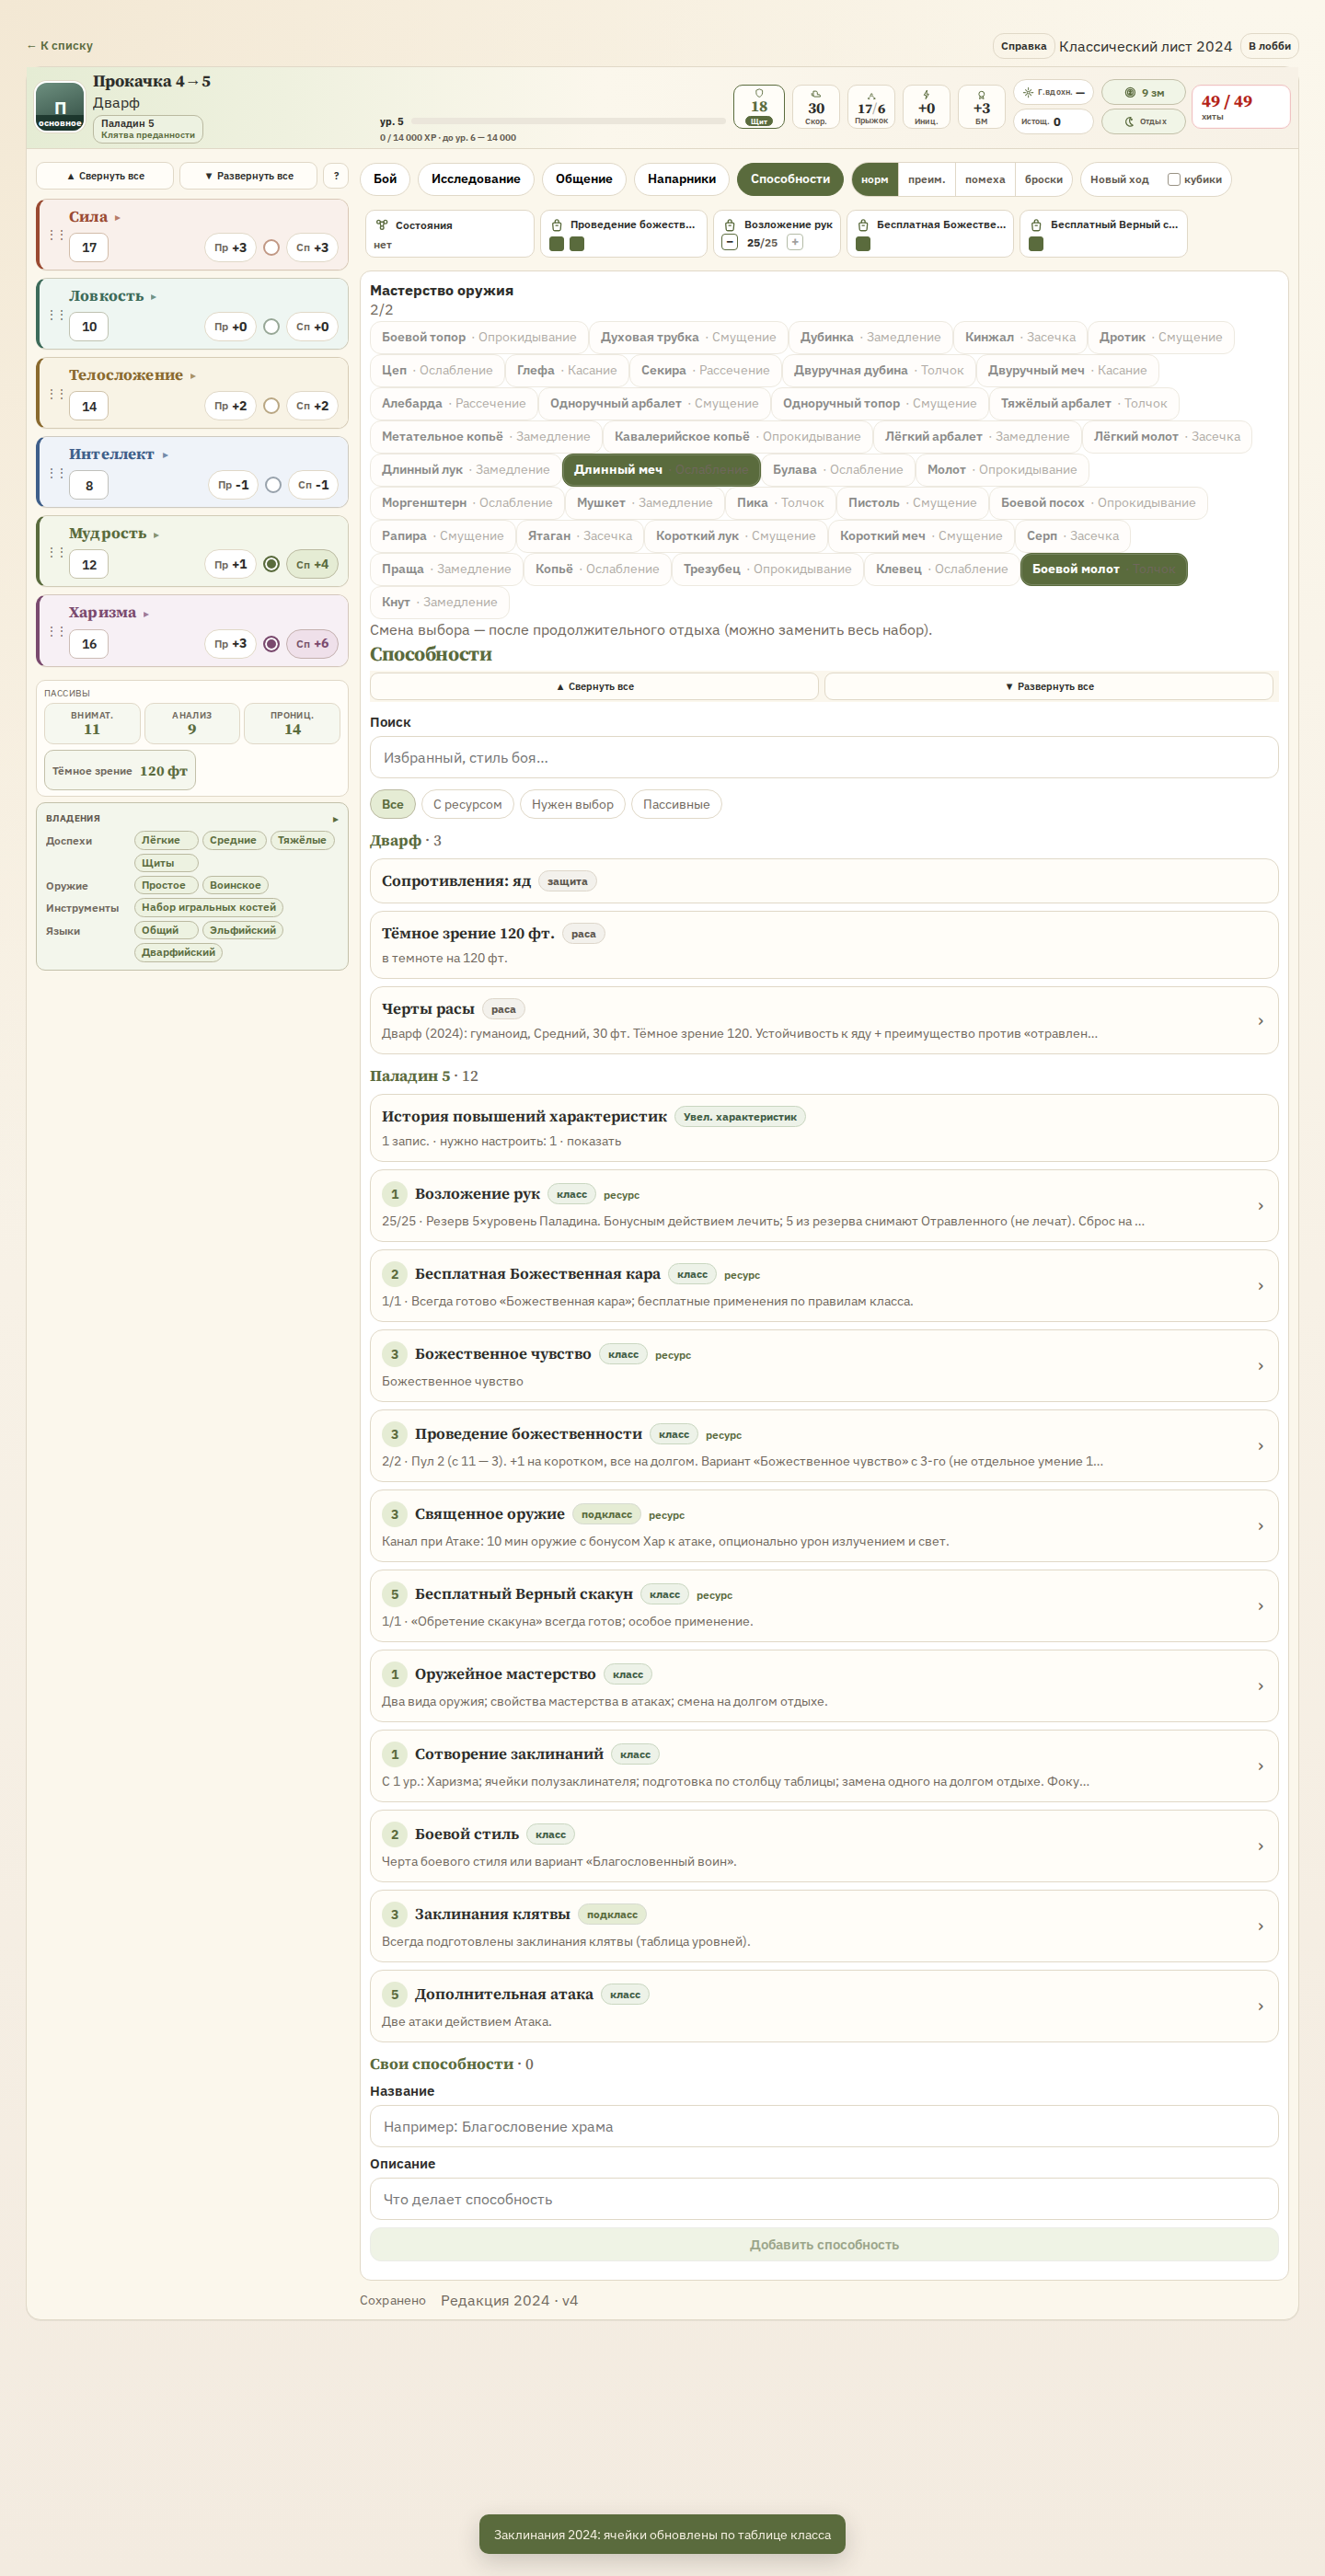 ← К списку
Справка Классический лист 2024 В лобби
П
основное
Прокачка 4→5
Дварф
Паладин 5
Клятва преданности
ур. 5
0 / 14 000 XP · до ур. 6 — 14 000
18
Щит
30
Скор.
17/6
Прыжок
+0
Иниц.
+3
БМ
Г.вдохн. —
Истощ. 0
9 зм
Отдых
49 / 49
хиты
▲ Свернуть все ▼ Развернуть все ?
Сила ▸
17 Пр +3 Сп +3
Ловкость ▸
10 Пр +0 Сп +0
Телосложение ▸
14 Пр +2 Сп +2
Интеллект ▸
8 Пр -1 Сп -1
Мудрость ▸
12 Пр +1 Сп +4
Харизма ▸
16 Пр +3 Сп +6
ПАССИВЫ
ВНИМАТ. АНАЛИЗ ПРОНИЦ.
11 9 14
Тёмное зрение 120 фт
ВЛАДЕНИЯ ▸
Доспехи Лёгкие Средние Тяжёлые
Щиты
Оружие Простое Воинское
Инструменты Набор игральных костей
Языки Общий Эльфийский
Дварфийский
Бой Исследование Общение Напарники Способности норм преим. помеха броски Новый ход кубики
Состояния
нет
Проведение божеств...
Возложение рук
− 25/25 +
Бесплатная Божестве...
Бесплатный Верный с...
Мастерство оружия
2/2
Боевой топор · Опрокидывание Духовая трубка · Смущение Дубинка · Замедление Кинжал · Засечка Дротик · Смущение
Цеп · Ослабление Глефа · Касание Секира · Рассечение Двуручная дубина · Толчок Двуручный меч · Касание
Алебарда · Рассечение Одноручный арбалет · Смущение Одноручный топор · Смущение Тяжёлый арбалет · Толчок
Метательное копьё · Замедление Кавалерийское копьё · Опрокидывание Лёгкий арбалет · Замедление Лёгкий молот · Засечка
Длинный лук · Замедление Длинный меч Булава · Ослабление Молот · Опрокидывание
Моргенштерн · Ослабление Мушкет · Замедление Пика · Толчок Пистоль · Смущение Боевой посох · Опрокидывание
Рапира · Смущение Ятаган · Засечка Короткий лук · Смущение Короткий меч · Смущение Серп · Засечка
Праща · Замедление Копьё · Ослабление Трезубец · Опрокидывание Клевец · Ослабление Боевой молот
Кнут · Замедление
Смена выбора — после продолжительного отдыха (можно заменить весь набор).
Способности
▲ Свернуть все ▼ Развернуть все
Поиск
Избранный, стиль боя...
Все С ресурсом Нужен выбор Пассивные
Дварф · 3
Сопротивления: яд защита
Тёмное зрение 120 фт. раса
в темноте на 120 фт.
Черты расы раса
Дварф (2024): гуманоид, Средний, 30 фт. Тёмное зрение 120. Устойчивость к яду + преимущество против «отравлен... ›
Паладин 5 · 12
История повышений характеристик Увел. характеристик
1 запис. · нужно настроить: 1 · показать
1 Возложение рук класс ресурс
25/25 · Резерв 5×уровень Паладина. Бонусным действием лечить; 5 из резерва снимают Отравленного (не лечат). Сброс на ... ›
2 Бесплатная Божественная кара класс ресурс
1/1 · Всегда готово «Божественная кара»; бесплатные применения по правилам класса. ›
3 Божественное чувство класс ресурс
Божественное чувство ›
3 Проведение божественности класс ресурс
2/2 · Пул 2 (с 11 — 3). +1 на коротком, все на долгом. Вариант «Божественное чувство» с 3-го (не отдельное умение 1... ›
3 Священное оружие подкласс ресурс
Канал при Атаке: 10 мин оружие с бонусом Хар к атаке, опционально урон излучением и свет. ›
5 Бесплатный Верный скакун класс ресурс
1/1 · «Обретение скакуна» всегда готов; особое применение. ›
1 Оружейное мастерство класс
Два вида оружия; свойства мастерства в атаках; смена на долгом отдыхе. ›
1 Сотворение заклинаний класс
С 1 ур.: Харизма; ячейки полузаклинателя; подготовка по столбцу таблицы; замена одного на долгом отдыхе. Фоку... ›
2 Боевой стиль класс
Черта боевого стиля или вариант «Благословенный воин». ›
3 Заклинания клятвы подкласс
Всегда подготовлены заклинания клятвы (таблица уровней). ›
5 Дополнительная атака класс
Две атаки действием Атака. ›
Свои способности · 0
Название
Например: Благословение храма
Описание
Что делает способность
Добавить способность
Сохранено Редакция 2024 · v4
Заклинания 2024: ячейки обновлены по таблице класса